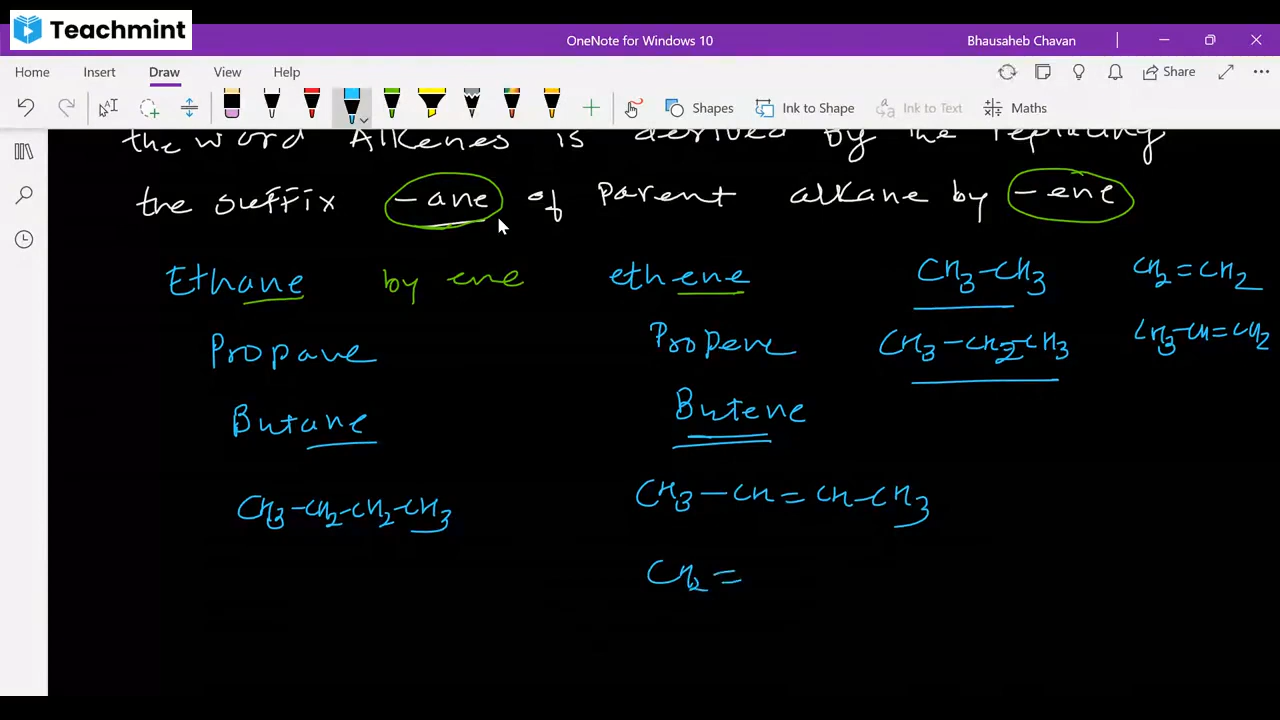 Teachmint
OneNote for Windows 10
Bhausaheb Chavan
Home Insert Draw View Help
Share
Shapes Ink to Shape Ink to Text Maths
the word Alkenes is derived by the replacing
the suffix -ane of parent alkane by -ene
Ethane by ene ethene CH3-CH3 CH2=CH2
Propane Propene CH3-CH2-CH3 CH3-CH=CH2
Butane Butene
CH3-CH2-CH2-CH3 CH3-CH=CH-CH3
CH2=